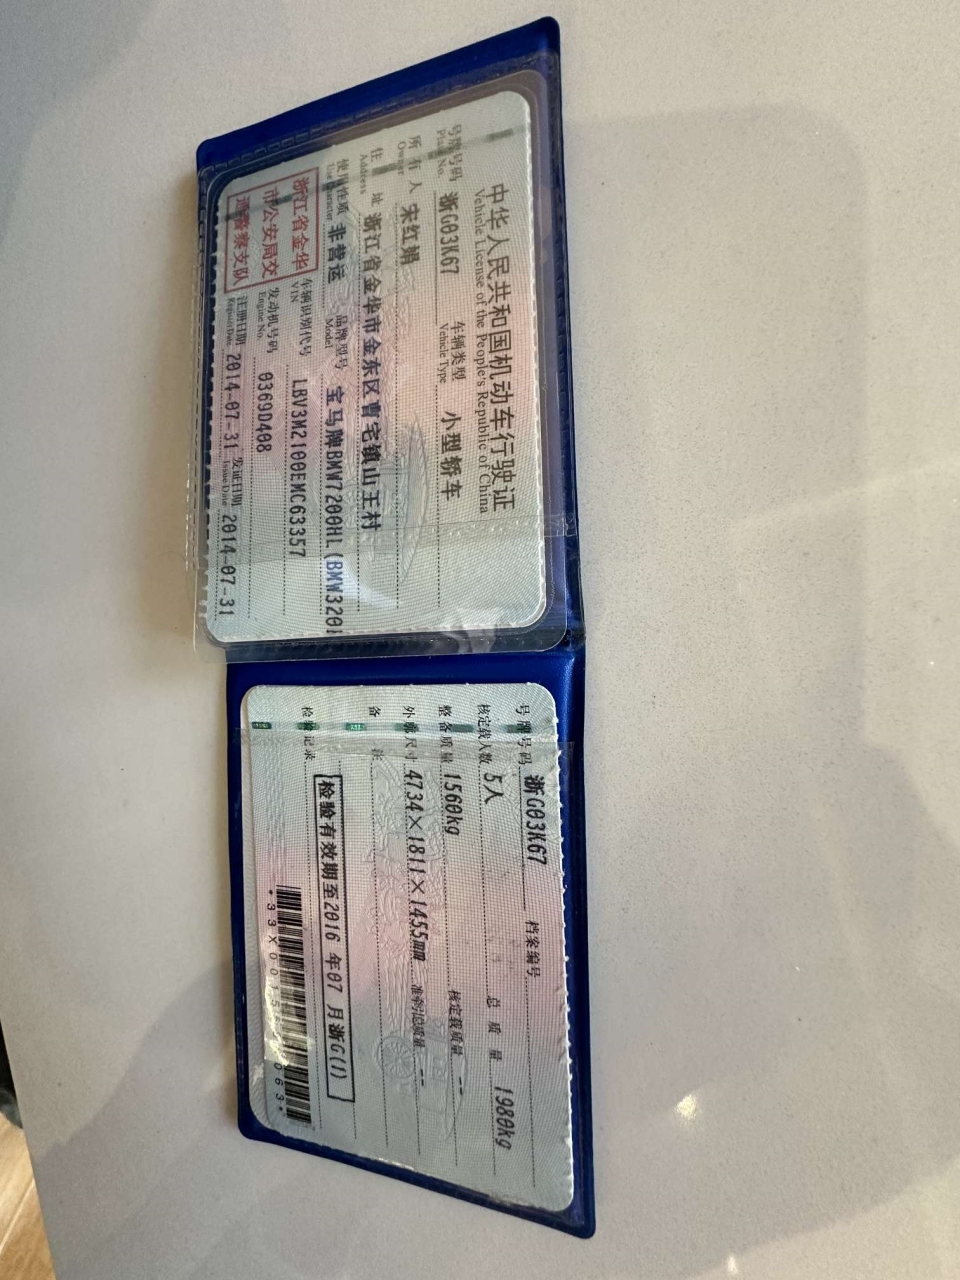 中华人民共和国机动车行驶证
Vehicle License of the People's Republic of China
号牌号码 浙G03K67 车辆类型 小型轿车
Plate No. Vehicle Type
所有人 宋红娟
Owner
住址 浙江省金华市金东区曹宅镇山王村
Address
使用性质 非营运 品牌型号 宝马牌BMW7200HL(BMW320
Use Character Model
浙江省金华
市公安局交
通警察支队
车辆识别代号 LBV3M2100EMC63357
VIN
发动机号码 0369D408
Engine No.
注册日期 2014-07-31 发证日期 2014-07-31
Register Date Issue Date
号牌号码 浙G03K67 档案编号
核定载人数 5人 总质量 1980kg
整备质量 1560kg 核定载质量 --
外廓尺寸 4734×1811×1455mm 准牵引总质量 --
备注
检验记录 检验有效期至2016年07月浙G(1)